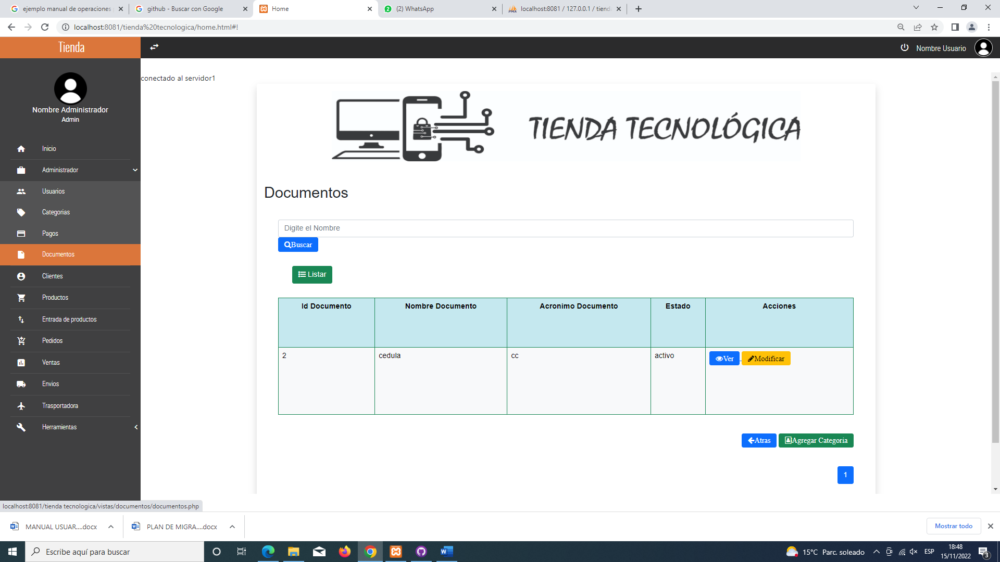 ejemplo manual de operaciones
github - Buscar con Google
Home
(2) WhatsApp
localhost:8081 / 127.0.0.1 / tiend
localhost:8081/tienda%20tecnologica/home.html#!
Tienda
Nombre Usuario
Nombre Administrador
Admin
Inicio
Administrador
Usuarios
Categorias
Pagos
Documentos
Clientes
Productos
Entrada de productos
Pedidos
Ventas
Envios
Trasportadora
Herramientas
conectado al servidor1
TIENDA TECNOLÓGICA
Documentos
Digite el Nombre
Buscar
Listar
Id Documento Nombre Documento Acronimo Documento Estado Acciones
2 cedula cc activo Ver Modificar
Atras Agregar Categoria
1
localhost:8081/tienda tecnologica/vistas/documentos/documentos.php
MANUAL USUAR....docx
PLAN DE MIGRA....docx
Mostrar todo
Escribe aquí para buscar
15°C Parc. soleado
ESP
18:48
15/11/2022
3